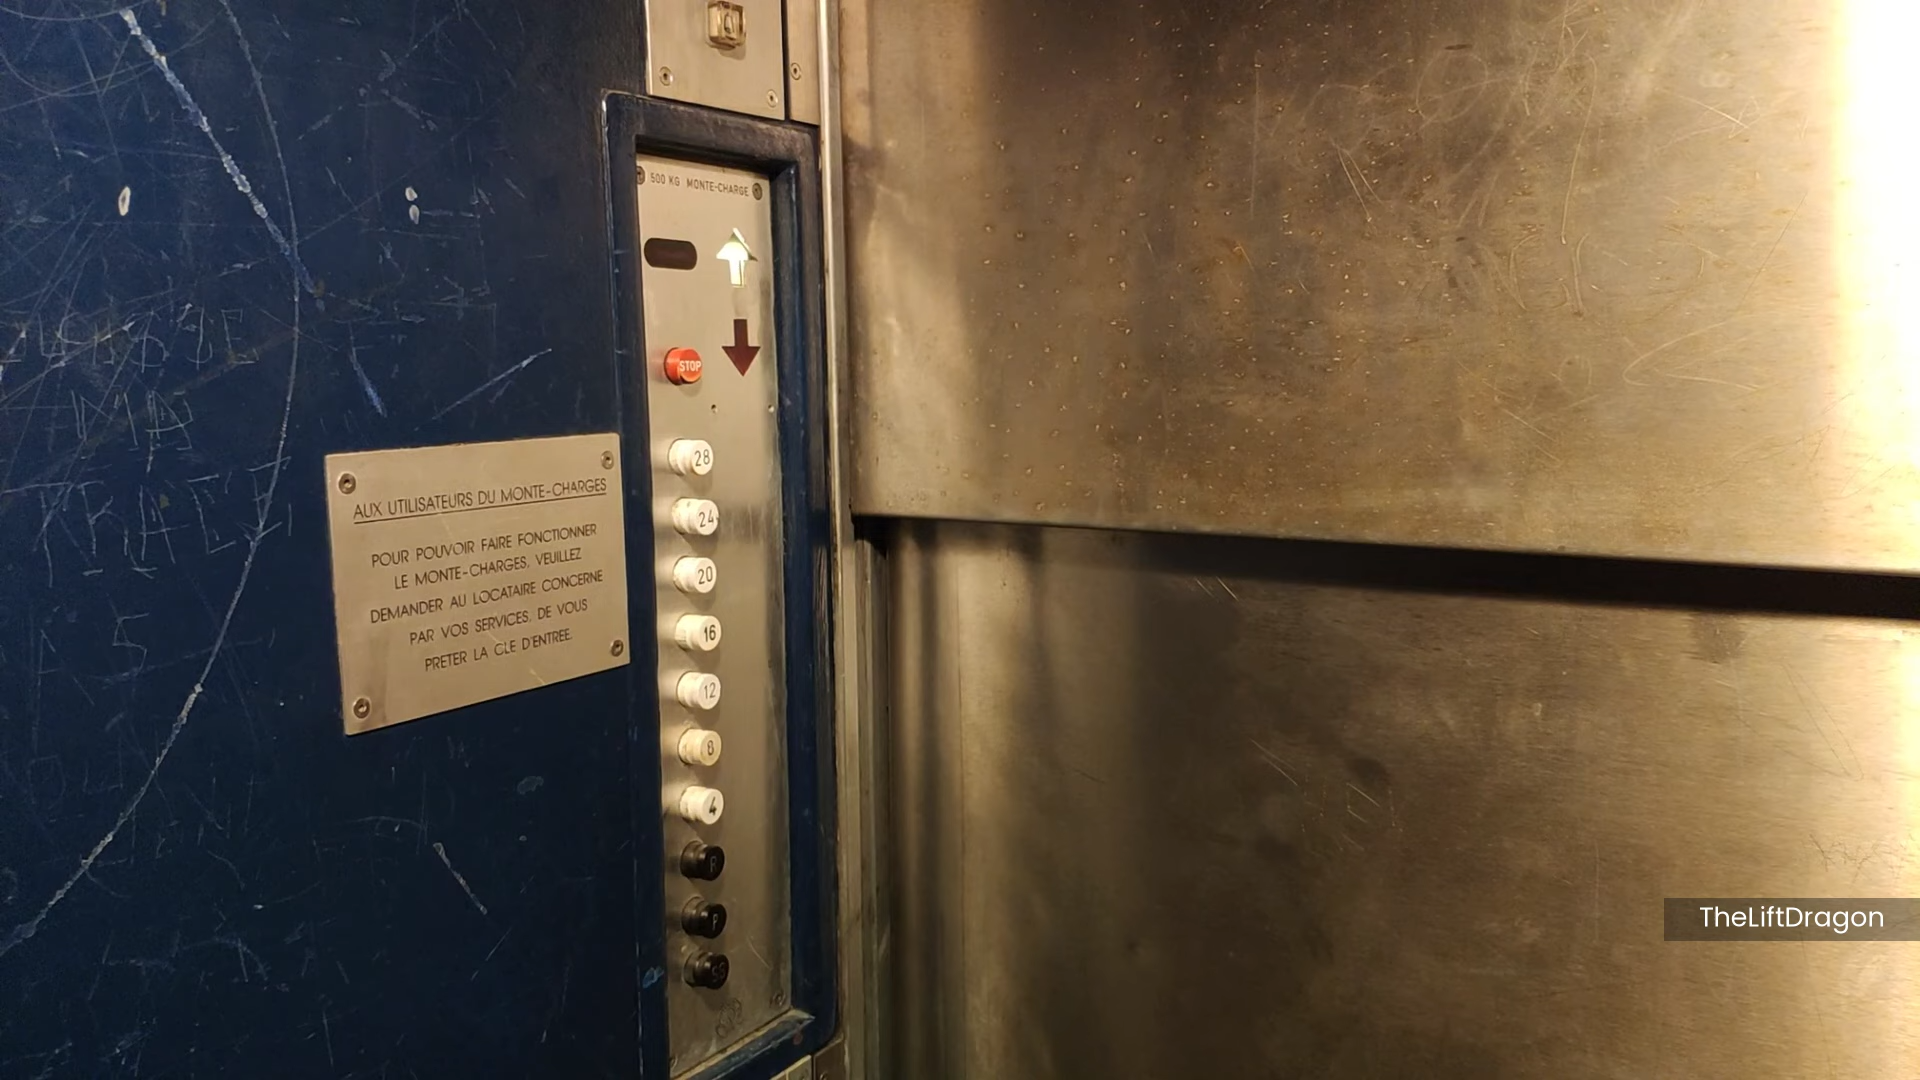 500 KG MONTE-CHARGE
STOP
28
24
20
16
12
8
4
R
P
SS
AUX UTILISATEURS DU MONTE-CHARGES
POUR POUVOIR FAIRE FONCTIONNER
LE MONTE-CHARGES, VEUILLEZ
DEMANDER AU LOCATAIRE CONCERNE
PAR VOS SERVICES, DE VOUS
PRETER LA CLE D'ENTREE.
TheLiftDragon